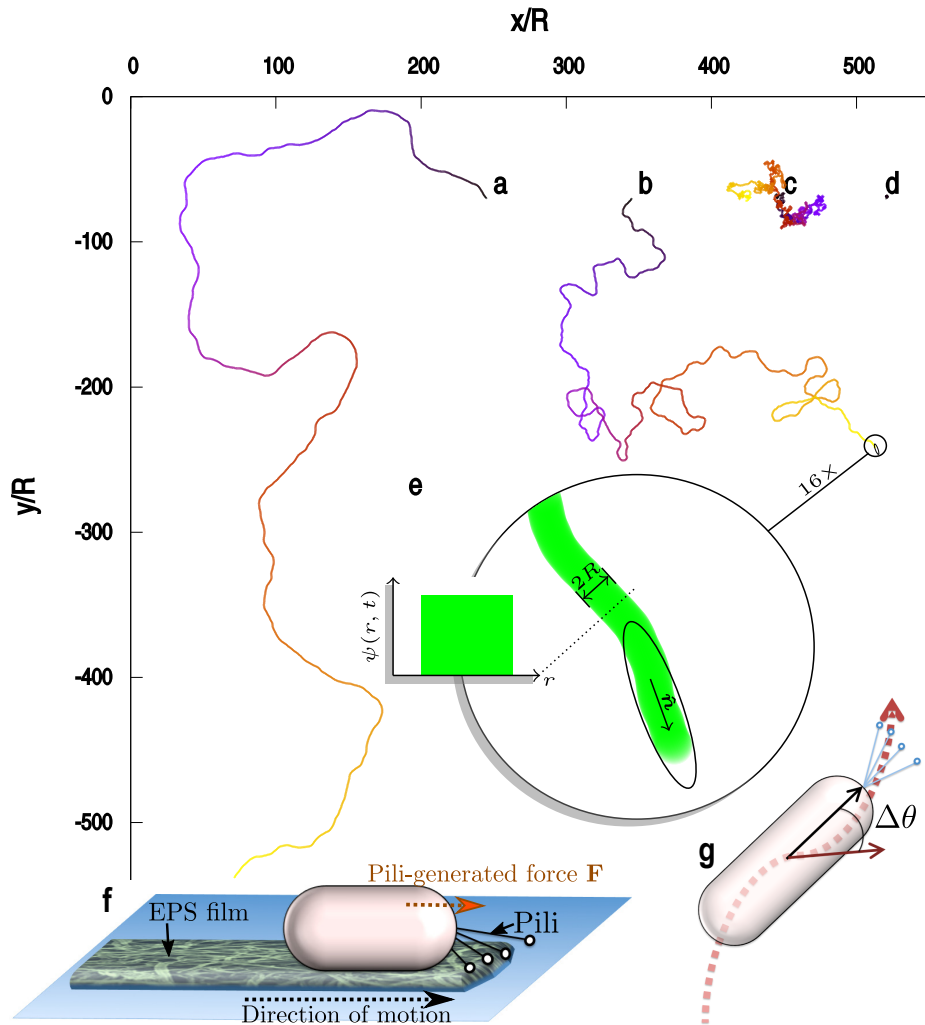 x/R
0 100 200 300 400 500
0
-100
-200
-300
-400
-500
y/R
a
b
c
d
16×
e
2R
ψ(r, t)
r
n
g
Δθ
f
Pili-generated force F
EPS film
Pili
Direction of motion